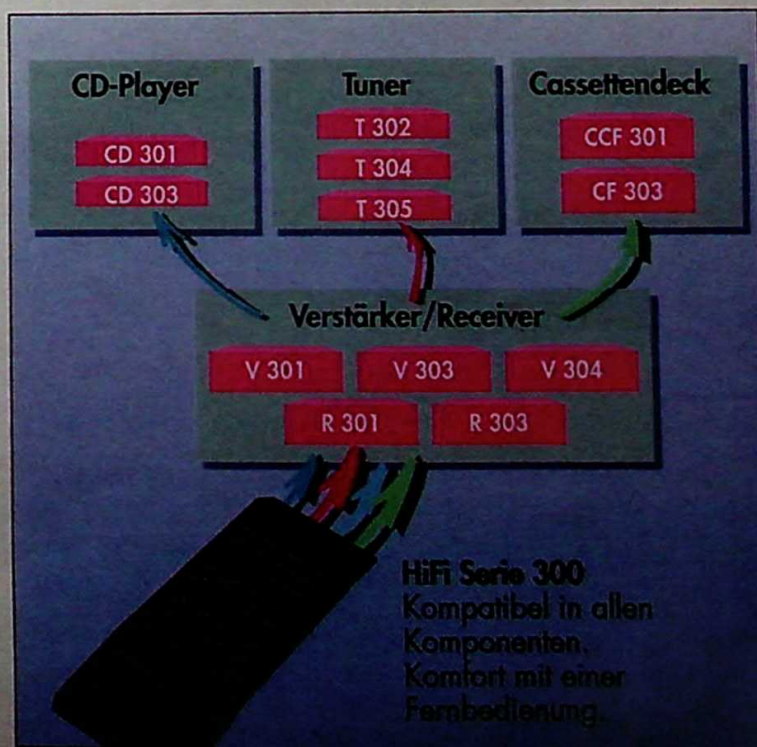 CD-Player
CD 301
CD 303
Tuner
T 302
T 304
T 305
Cassettendeck
CCF 301
CF 303
Verstärker/Receiver
V 301 V 303 V 304
R 301 R 303
HiFi Serie 300
Kompatibel in allen
Komponenten.
Komfort mit einer
Fernbedienung.